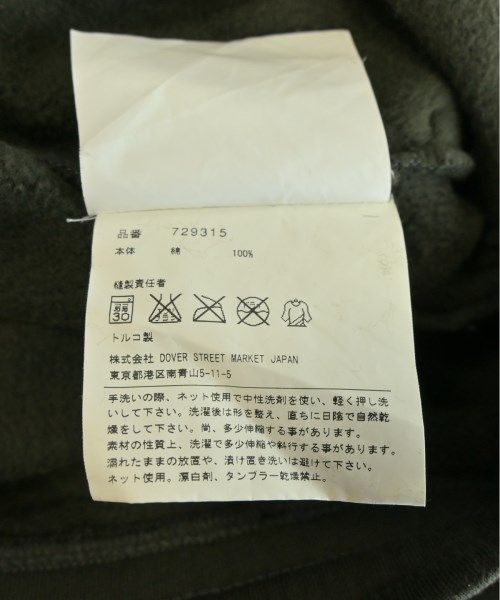 品番 729315
本体 綿 100%
縫製責任者
30
トルコ製
株式会社 DOVER STREET MARKET JAPAN
東京都港区南青山5-11-5
手洗いの際、ネット使用で中性洗剤を使い、軽く押し洗
いして下さい。洗濯後は形を整え、直ちに日陰で自然乾
燥をして下さい。尚、多少伸縮する事があります。
素材の性質上、洗濯で多少伸縮や斜行する事があります。
濡れたままの放置や、漬け置き洗いは避けて下さい。
ネット使用。漂白剤、タンブラー乾燥禁止。